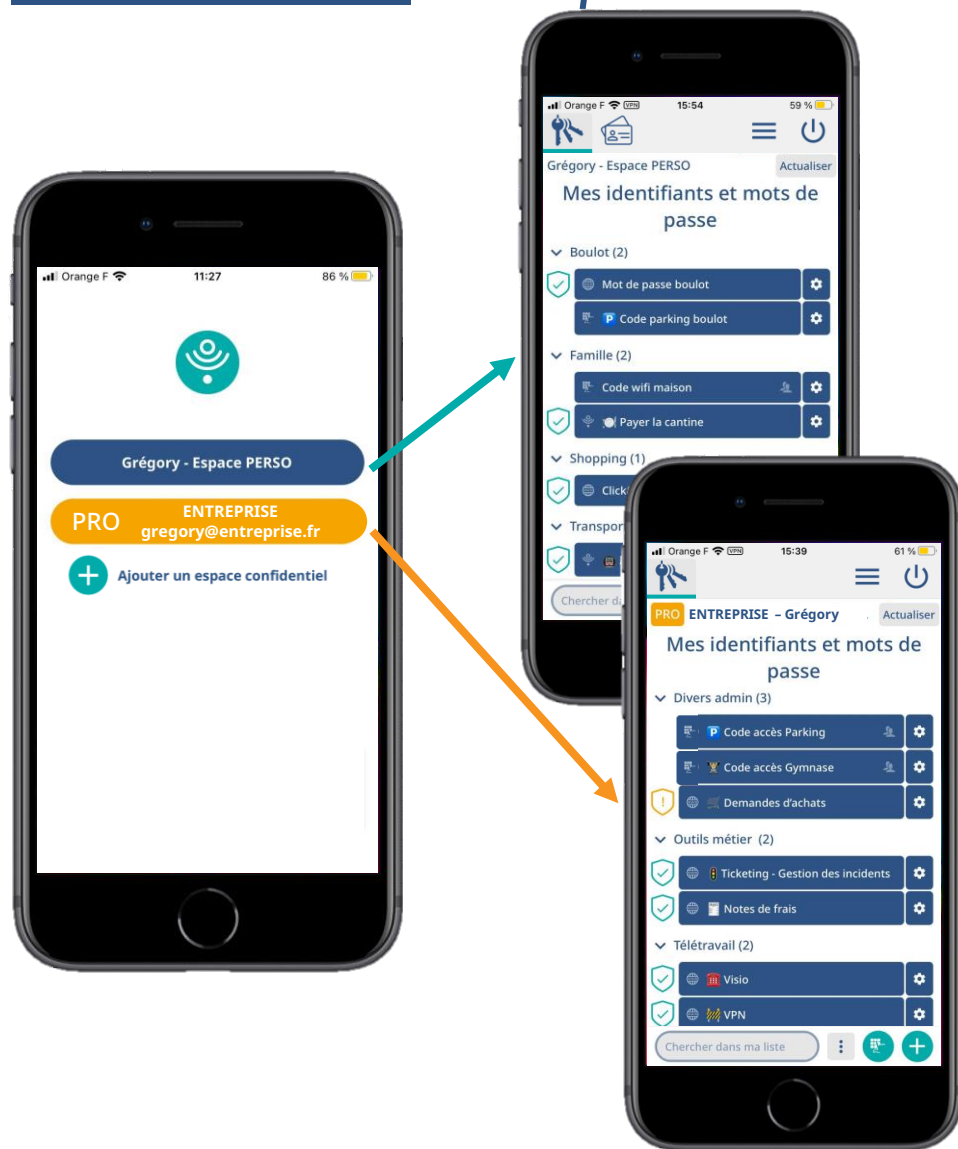 Orange F
11:27
86 %
Grégory - Espace PERSO
PRO
ENTREPRISE
gregory@entreprise.fr
Ajouter un espace confidentiel
Orange F
VPN
15:54
59 %
Grégory - Espace PERSO
Actualiser
Mes identifiants et mots de
passe
Boulot (2)
Mot de passe boulot
P Code parking boulot
Famille (2)
Code wifi maison
Payer la cantine
Shopping (1)
Transpor
Orange F
VPN
15:39
61 %
PRO ENTREPRISE – Grégory
Actualiser
Mes identifiants et mots de
passe
Divers admin (3)
P Code accès Parking
Code accès Gymnase
Demandes d'achats
Outils métier (2)
Ticketing - Gestion des incidents
Notes de frais
Télétravail (2)
Visio
VPN
Chercher dans ma liste